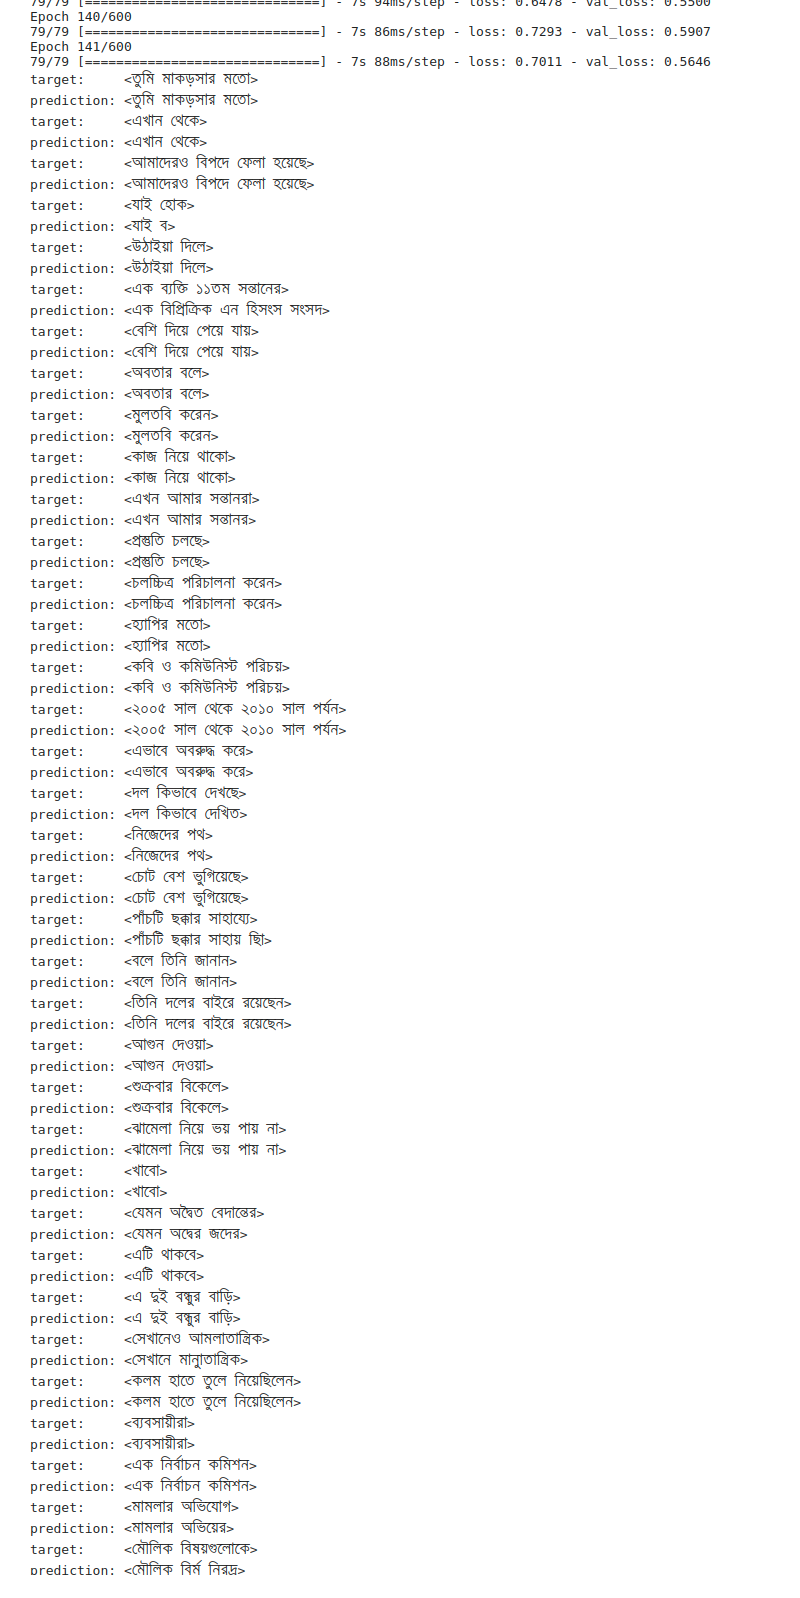 79/79 [==============================] - 7s 94ms/step - loss: 0.6478 - val_loss: 0.5500
Epoch 140/600
79/79 [==============================] - 7s 86ms/step - loss: 0.7293 - val_loss: 0.5907
Epoch 141/600
79/79 [==============================] - 7s 88ms/step - loss: 0.7011 - val_loss: 0.5646
target:     <তুমি মাকড়সার মতো>
prediction: <তুমি মাকড়সার মতো>
target:     <এখান থেকে>
prediction: <এখান থেকে>
target:     <আমাদেরও বিপদে ফেলা হয়েছে>
prediction: <আমাদেরও বিপদে ফেলা হয়েছে>
target:     <যাই হোক>
prediction: <যাই ব>
target:     <উঠাইয়া দিলে>
prediction: <উঠাইয়া দিলে>
target:     <এক ব্যক্তি ১১তম সন্তানের>
prediction: <এক বিপ্রিক্রিক এন হিসংস সংসদ>
target:     <বেশি দিয়ে পেয়ে যায়>
prediction: <বেশি দিয়ে পেয়ে যায়>
target:     <অবতার বলে>
prediction: <অবতার বলে>
target:     <মুলতবি করেন>
prediction: <মুলতবি করেন>
target:     <কাজ নিয়ে থাকো>
prediction: <কাজ নিয়ে থাকো>
target:     <এখন আমার সন্তানরা>
prediction: <এখন আমার সন্তানর>
target:     <প্রস্তুতি চলছে>
prediction: <প্রস্তুতি চলছে>
target:     <চলচ্চিত্র পরিচালনা করেন>
prediction: <চলচ্চিত্র পরিচালনা করেন>
target:     <হ্যাপির মতো>
prediction: <হ্যাপির মতো>
target:     <কবি ও কমিউনিস্ট পরিচয়>
prediction: <কবি ও কমিউনিস্ট পরিচয়>
target:     <২০০৫ সাল থেকে ২০১০ সাল পর্যন>
prediction: <২০০৫ সাল থেকে ২০১০ সাল পর্যন>
target:     <এভাবে অবরুদ্ধ করে>
prediction: <এভাবে অবরুদ্ধ করে>
target:     <দল কিভাবে দেখছে>
prediction: <দল কিভাবে দেখিত>
target:     <নিজেদের পথ>
prediction: <নিজেদের পথ>
target:     <চোট বেশ ভুগিয়েছে>
prediction: <চোট বেশ ভুগিয়েছে>
target:     <পাঁচটি ছক্কার সাহায্যে>
prediction: <পাঁচটি ছক্কার সাহায় ছিা>
target:     <বলে তিনি জানান>
prediction: <বলে তিনি জানান>
target:     <তিনি দলের বাইরে রয়েছেন>
prediction: <তিনি দলের বাইরে রয়েছেন>
target:     <আগুন দেওয়া>
prediction: <আগুন দেওয়া>
target:     <শুক্রবার বিকেলে>
prediction: <শুক্রবার বিকেলে>
target:     <ঝামেলা নিয়ে ভয় পায় না>
prediction: <ঝামেলা নিয়ে ভয় পায় না>
target:     <খাবো>
prediction: <খাবো>
target:     <যেমন অদ্বৈত বেদান্তের>
prediction: <যেমন অদ্বের জদের>
target:     <এটি থাকবে>
prediction: <এটি থাকবে>
target:     <এ দুই বন্ধুর বাড়ি>
prediction: <এ দুই বন্ধুর বাড়ি>
target:     <সেখানেও আমলাতান্ত্রিক>
prediction: <সেখানে মানুাতান্ত্রিক>
target:     <কলম হাতে তুলে নিয়েছিলেন>
prediction: <কলম হাতে তুলে নিয়েছিলেন>
target:     <ব্যবসায়ীরা>
prediction: <ব্যবসায়ীরা>
target:     <এক নির্বাচন কমিশন>
prediction: <এক নির্বাচন কমিশন>
target:     <মামলার অভিযোগ>
prediction: <মামলার অভিয়ের>
target:     <মৌলিক বিষয়গুলোকে>
prediction: <মৌলিক বির্ম নিরদ্র>